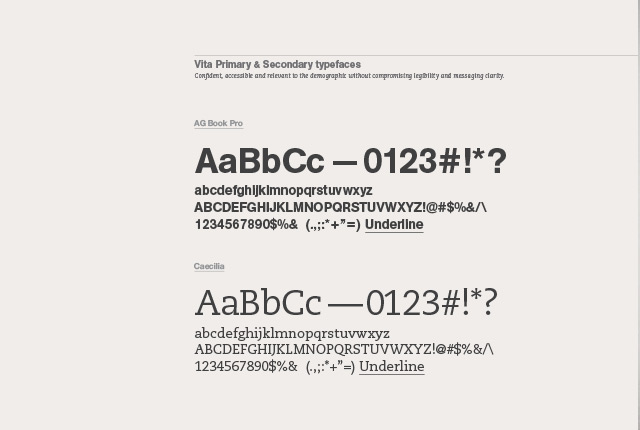 Vita Primary & Secondary typefaces
Confident, accessible and relevant to the demographic without compromising legibility and messaging clarity.
AG Book Pro
AaBbCc — 0123#!*?
abcdefghijklmnopqrstuvwxyz
ABCDEFGHIJKLMNOPQRSTUVWXYZ!@#$%&/\
1234567890$%& (.,;:*+”=) Underline
Caecilia
AaBbCc — 0123#!*?
abcdefghijklmnopqrstuvwxyz
ABCDEFGHIJKLMNOPQRSTUVWXYZ!@#$%&/\
1234567890$%& (.,;:*+”=) Underline